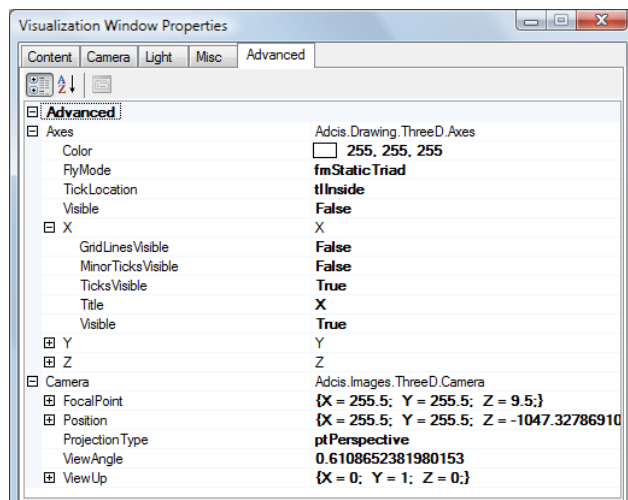 Visualization Window Properties
Content Camera Light Misc Advanced
Advanced
Axes Adcis.Drawing.ThreeD.Axes
Color 255, 255, 255
FlyMode fmStaticTriad
TickLocation tlInside
Visible False
X X
GridLinesVisible False
MinorTicksVisible False
TicksVisible True
Title X
Visible True
Y Y
Z Z
Camera Adcis.Images.ThreeD.Camera
FocalPoint {X = 255.5; Y = 255.5; Z = 9.5;}
Position {X = 255.5; Y = 255.5; Z = -1047.32786910
ProjectionType ptPerspective
ViewAngle 0.6108652381980153
ViewUp {X = 0; Y = 1; Z = 0;}